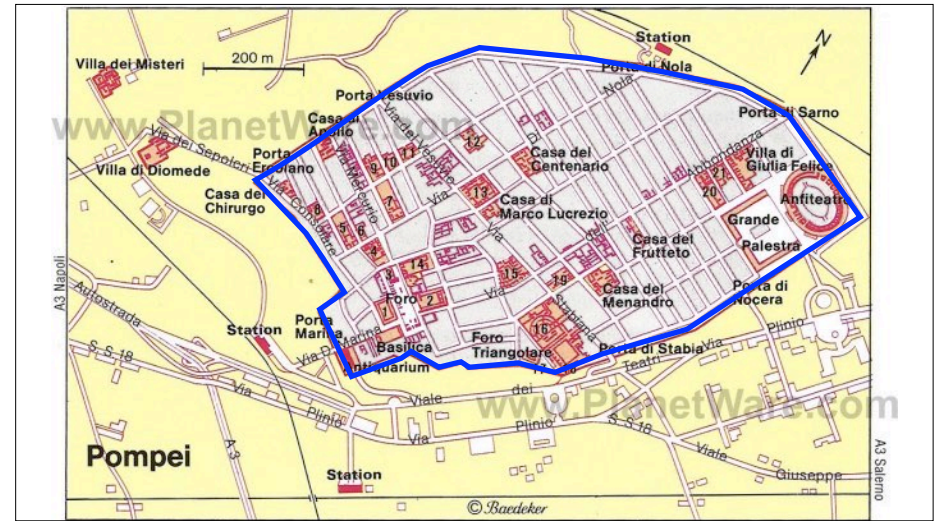 Station
N
Villa dei Misteri
200 m
Porta di Nola
Nola
Porta Vesuvio
Porta di Sarno
Casa di
Apollo
www.PlanetWare.com
Via dei Sepolcri
Via del Vesuvio
12
Abbondanza
Villa di Diomede
Porta
Ercolano
Via Mercurio
9
10
11
Casa del
Centenario
Villa di
Giulia Felice
21
20
Casa del
Chirurgo
Via Consolare
8
7
Via
13
Casa di
Marco Lucrezio
Anfiteatro
5
6
Via
Grande
Palestra
4
Casa del
Frutteto
A3 Napoli
3
14
15
19
Via
Casa del
Menandro
Porta di
Nocera
Autostrada
Foro
1
2
Stabiana
Station
Porta
Marina
Via D. Marina
16
Plinio
Via
S. S. 18
Basilica
Foro
Triangolare
Porta di Stabia
Antiquarium
17
Teatri
Via
Viale
dei
www.PlanetWare.com
Plinio
Via
Plinio
S. S. 18
Viale
Pompei
A 3
A3 Salerno
Station
Giuseppe
© Baedeker